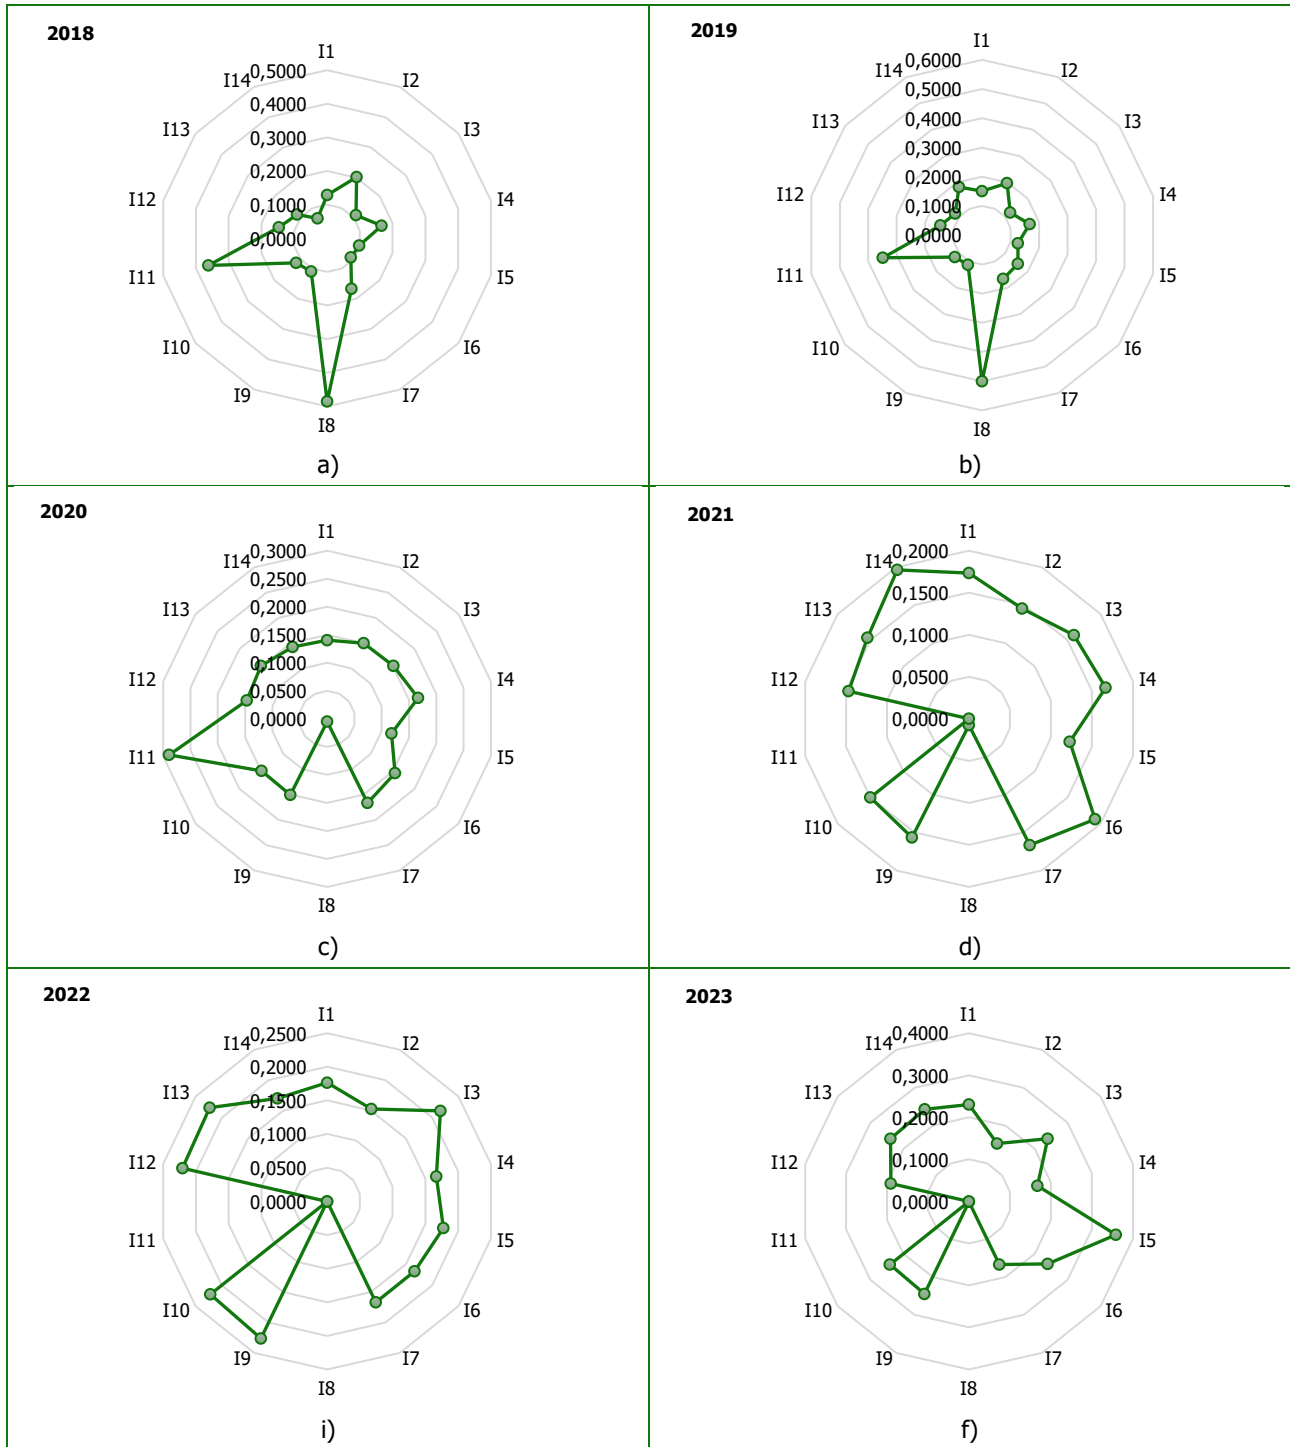 2018
I1
I2
I3
I4
I5
I6
I7
I8
I9
I10
I11
I12
I13
I14
0,5000
0,4000
0,3000
0,2000
0,1000
0,0000
a)
2019
I1
I2
I3
I4
I5
I6
I7
I8
I9
I10
I11
I12
I13
I14
0,6000
0,5000
0,4000
0,3000
0,2000
0,1000
0,0000
b)
2020
I1
I2
I3
I4
I5
I6
I7
I8
I9
I10
I11
I12
I13
I14
0,3000
0,2500
0,2000
0,1500
0,1000
0,0500
0,0000
c)
2021
I1
I2
I3
I4
I5
I6
I7
I8
I9
I10
I11
I12
I13
I14
0,2000
0,1500
0,1000
0,0500
0,0000
d)
2022
I1
I2
I3
I4
I5
I6
I7
I8
I9
I10
I11
I12
I13
I14
0,2500
0,2000
0,1500
0,1000
0,0500
0,0000
i)
2023
I1
I2
I3
I4
I5
I6
I7
I8
I9
I10
I11
I12
I13
I14
0,4000
0,3000
0,2000
0,1000
0,0000
f)